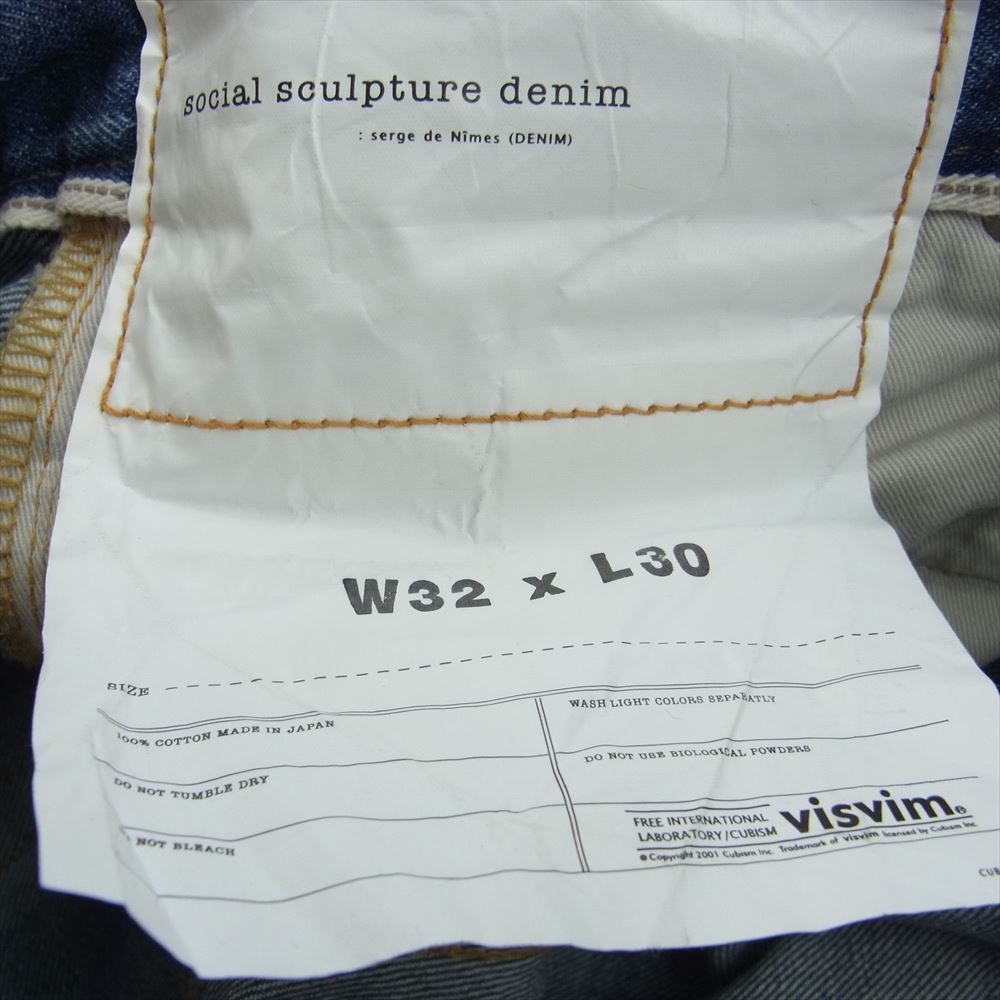 social sculpture denim
: serge de Nîmes (DENIM)
W32 x L30
SIZE
100% COTTON MADE IN JAPAN
DO NOT TUMBLE DRY
NOT BLEACH
WASH LIGHT COLORS SEPARATLY
DO NOT USE BIOLOGICAL POWDERS
FREE INTERNATIONAL
LABORATORY/CUBISM
visvim®
© Copyright 2001 Cubism Inc. Trademark of visvim licensed by Cubism Inc.
CUB